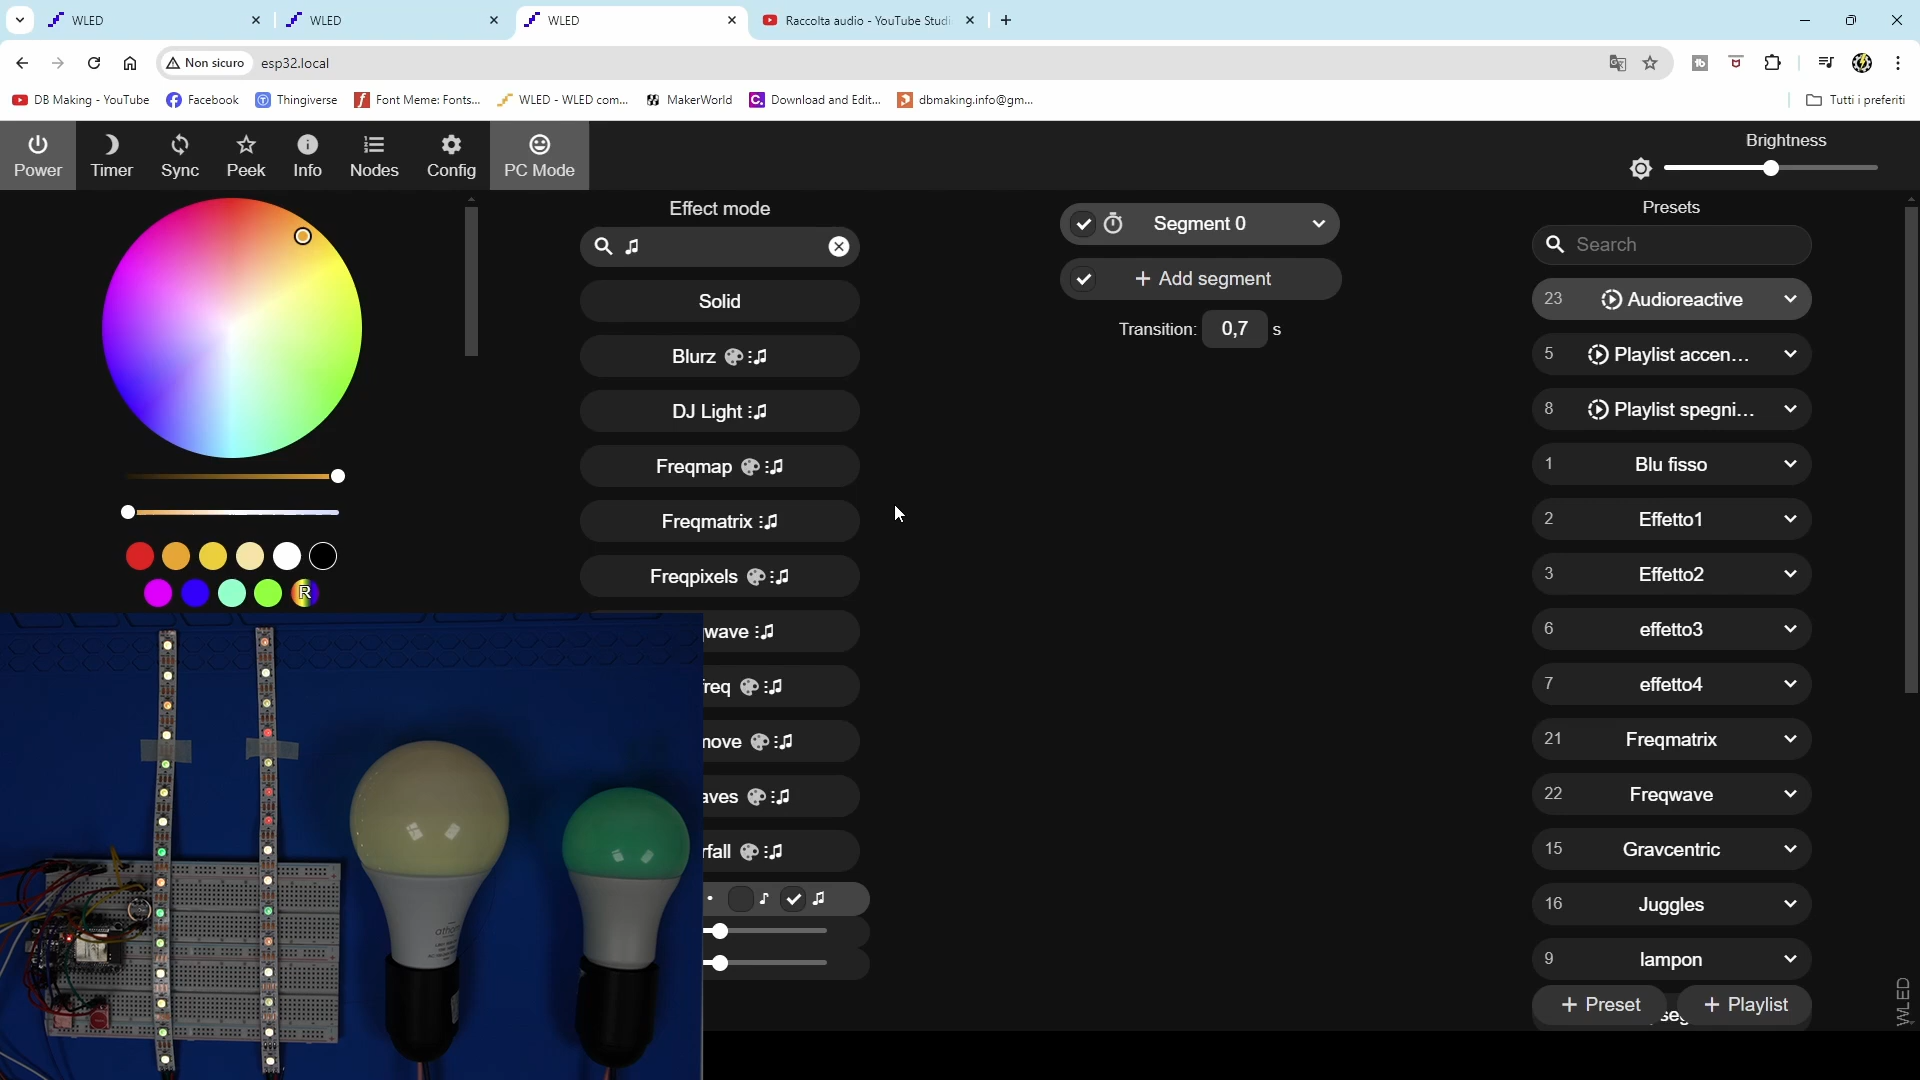 WLED
WLED
WLED
Raccolta audio - YouTube Studi
Non sicuro
esp32.local
DB Making - YouTube
Facebook
Thingiverse
Font Meme: Fonts...
WLED - WLED com...
MakerWorld
Download and Edit...
dbmaking.info@gm...
Tutti i preferiti
Power
Timer
Sync
Peek
Info
Nodes
Config
PC Mode
Brightness
Effect mode
Solid
Blurz
DJ Light
Freqmap
Freqmatrix
Freqpixels
wave
req
move
aves
rfall
R
Segment 0
+ Add segment
Transition: 0,7 s
Presets
Search
23 Audioreactive
5 Playlist accen...
8 Playlist spegni...
1 Blu fisso
2 Effetto1
3 Effetto2
6 effetto3
7 effetto4
21 Freqmatrix
22 Freqwave
15 Gravcentric
16 Juggles
9 lampon
+ Preset
+ Playlist
WLED